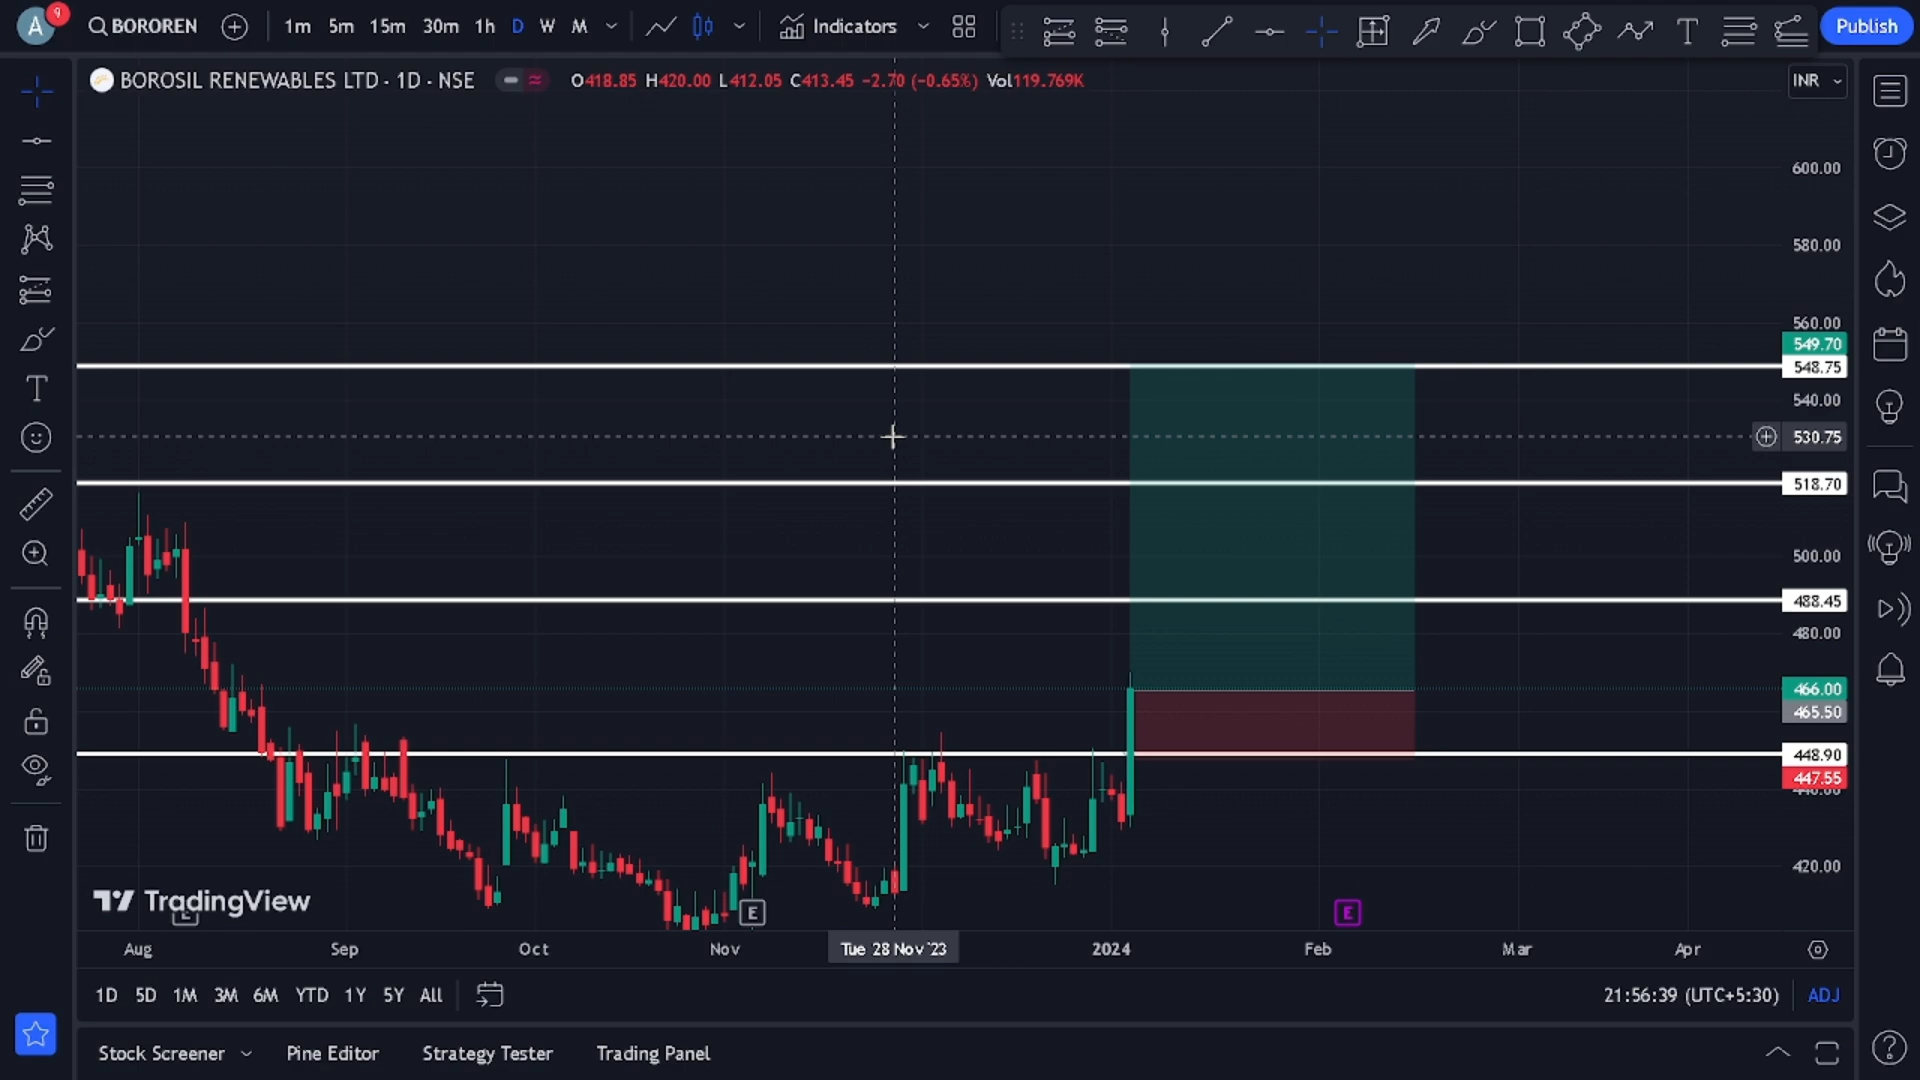 A
9
BOROREN
1m 5m 15m 30m 1h D W M
Indicators
Publish
BOROSIL RENEWABLES LTD · 1D · NSE
O418.85 H420.00 L412.05 C413.45 −2.70 (−0.65%) Vol119.769K
INR
600.00
580.00
560.00
549.70
548.75
540.00
530.75
518.70
500.00
488.45
480.00
466.00
465.50
448.90
447.55
440.00
420.00
TradingView
E
E
E
Aug Sep Oct Nov Tue 28 Nov '23 2024 Feb Mar Apr
1D 5D 1M 3M 6M YTD 1Y 5Y All
21:56:39 (UTC+5:30) ADJ
Stock Screener Pine Editor Strategy Tester Trading Panel